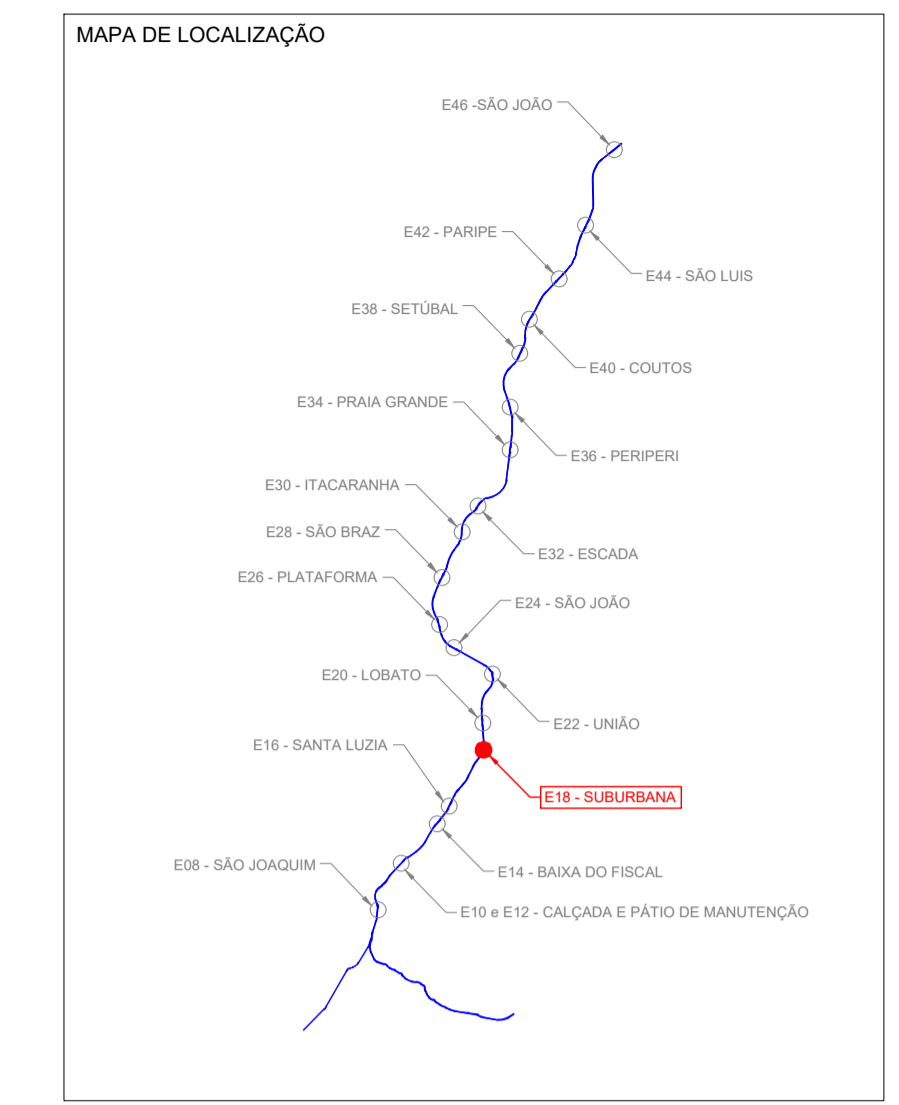 MAPA DE LOCALIZAÇÃO
E46 -SÃO JOÃO
E42 - PARIPE
E44 - SÃO LUIS
E38 - SETÚBAL
E40 - COUTOS
E34 - PRAIA GRANDE
E36 - PERIPERI
E30 - ITACARANHA
E28 - SÃO BRAZ
E32 - ESCADA
E26 - PLATAFORMA
E24 - SÃO JOÃO
E20 - LOBATO
E22 - UNIÃO
E16 - SANTA LUZIA
E18 - SUBURBANA
E08 - SÃO JOAQUIM
E14 - BAIXA DO FISCAL
E10 e E12 - CALÇADA E PÁTIO DE MANUTENÇÃO